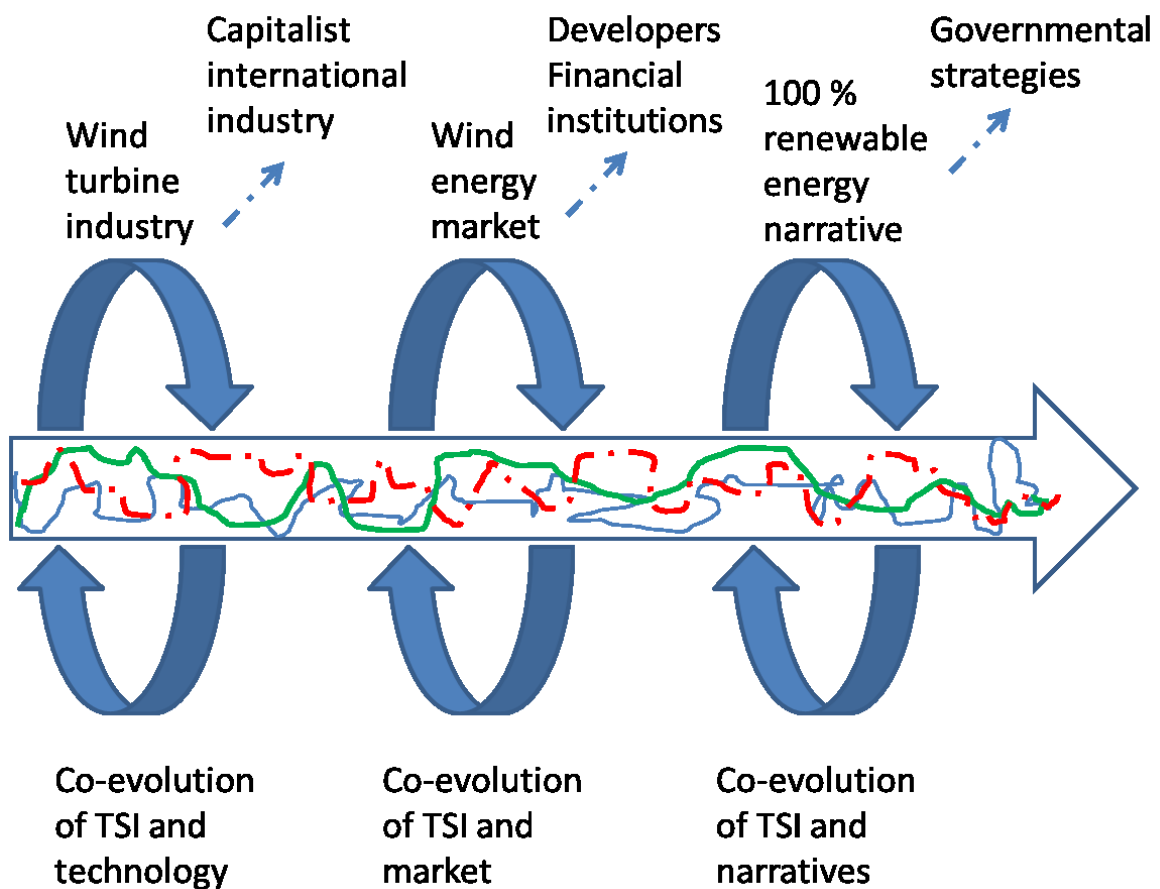 Capitalist
international
industry
Developers
Financial
institutions
Governmental
strategies
Wind
turbine
industry
Wind
energy
market
100 %
renewable
energy
narrative
Co-evolution
of TSI and
technology
Co-evolution
of TSI and
market
Co-evolution
of TSI and
narratives